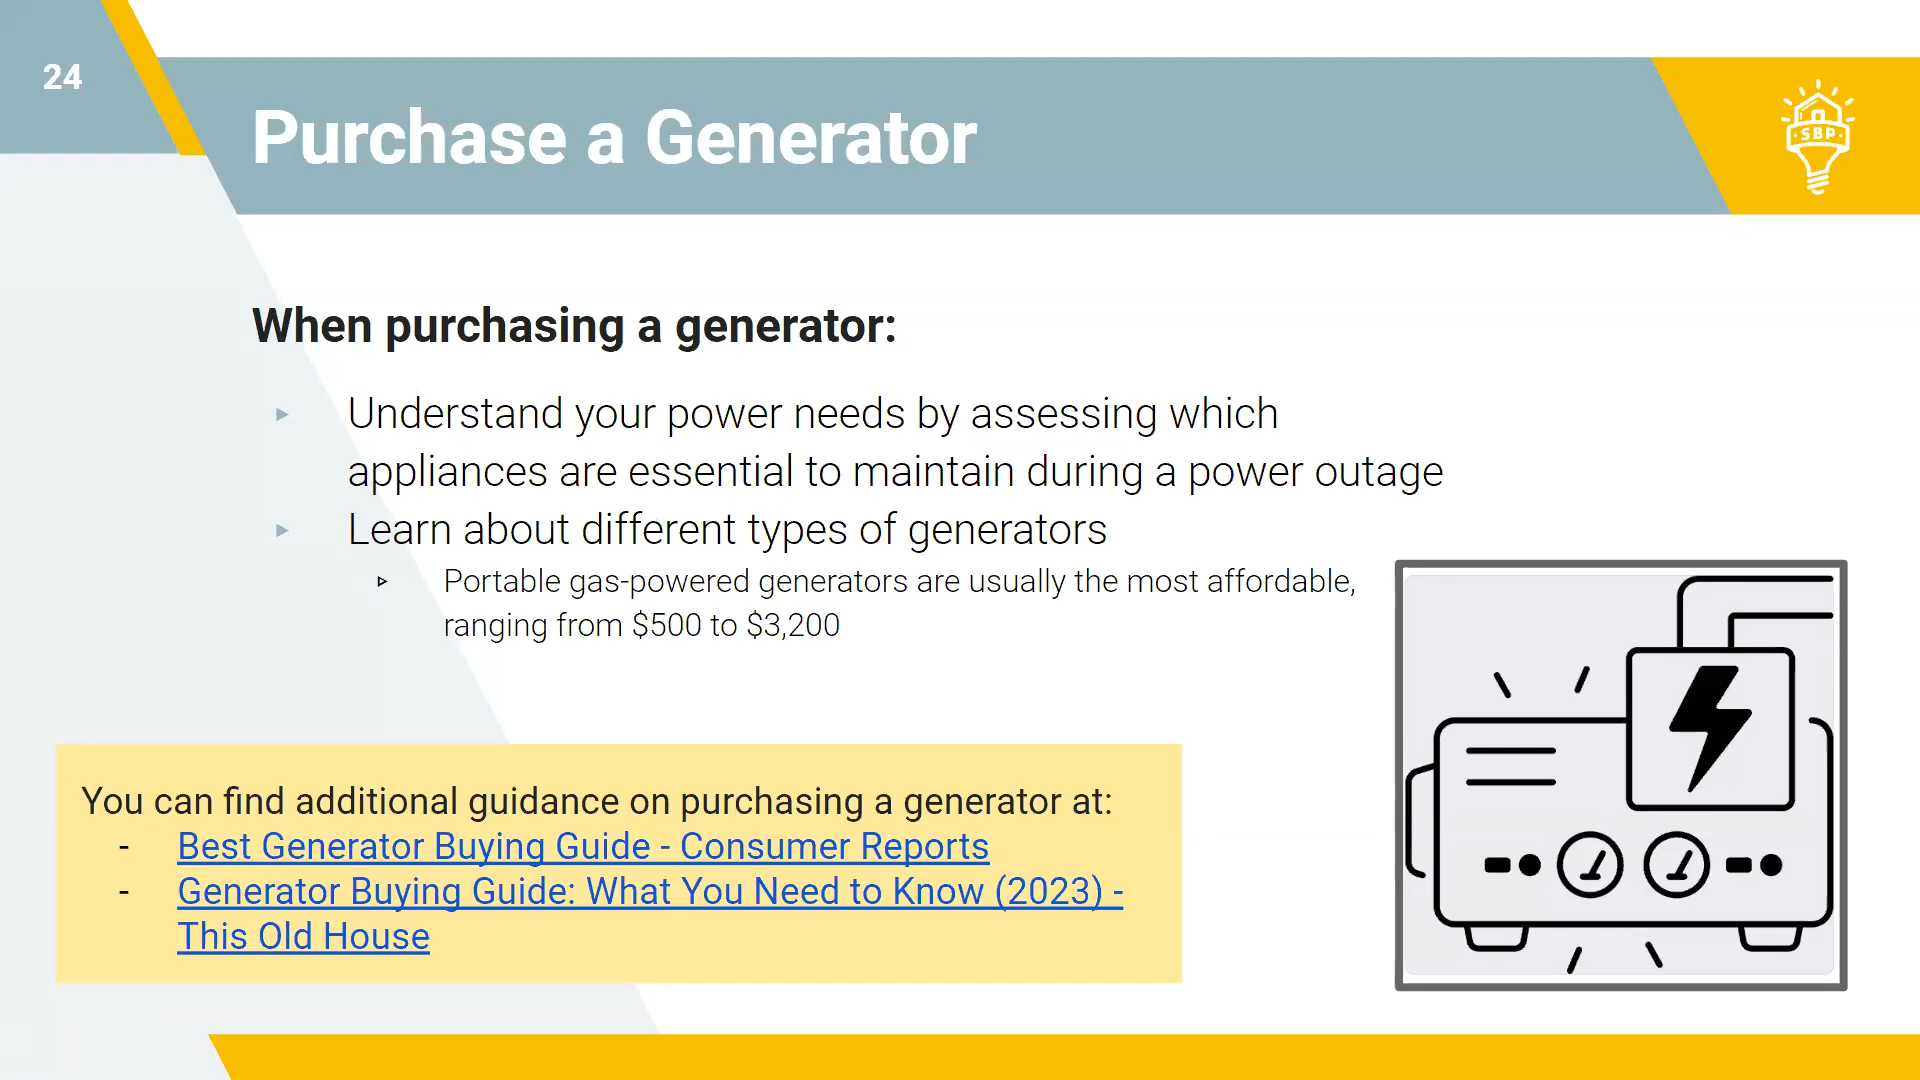 24
Purchase a Generator
SBP
When purchasing a generator:
Understand your power needs by assessing which
appliances are essential to maintain during a power outage
Learn about different types of generators
Portable gas-powered generators are usually the most affordable,
ranging from $500 to $3,200
You can find additional guidance on purchasing a generator at:
- Best Generator Buying Guide - Consumer Reports
- Generator Buying Guide: What You Need to Know (2023) -
This Old House